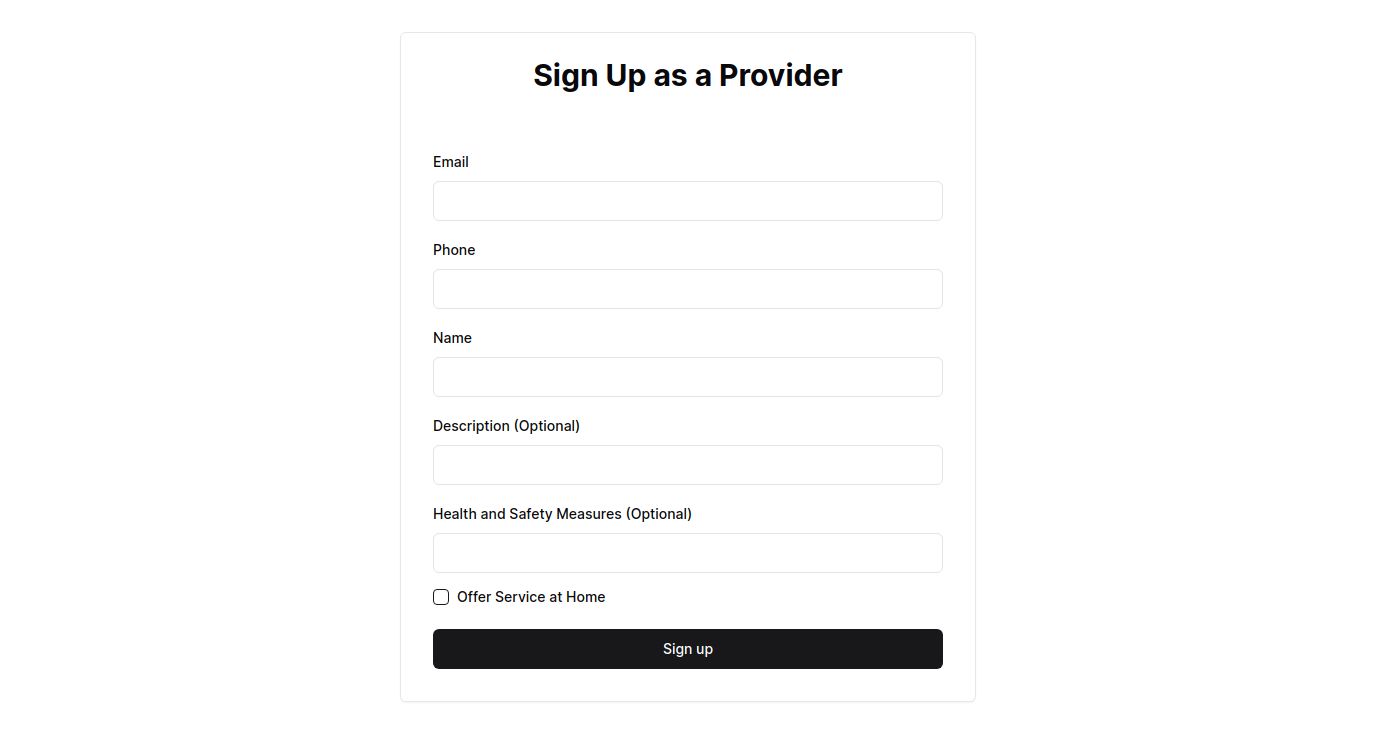 Sign Up as a Provider
Email
Phone
Name
Description (Optional)
Health and Safety Measures (Optional)
Offer Service at Home
Sign up